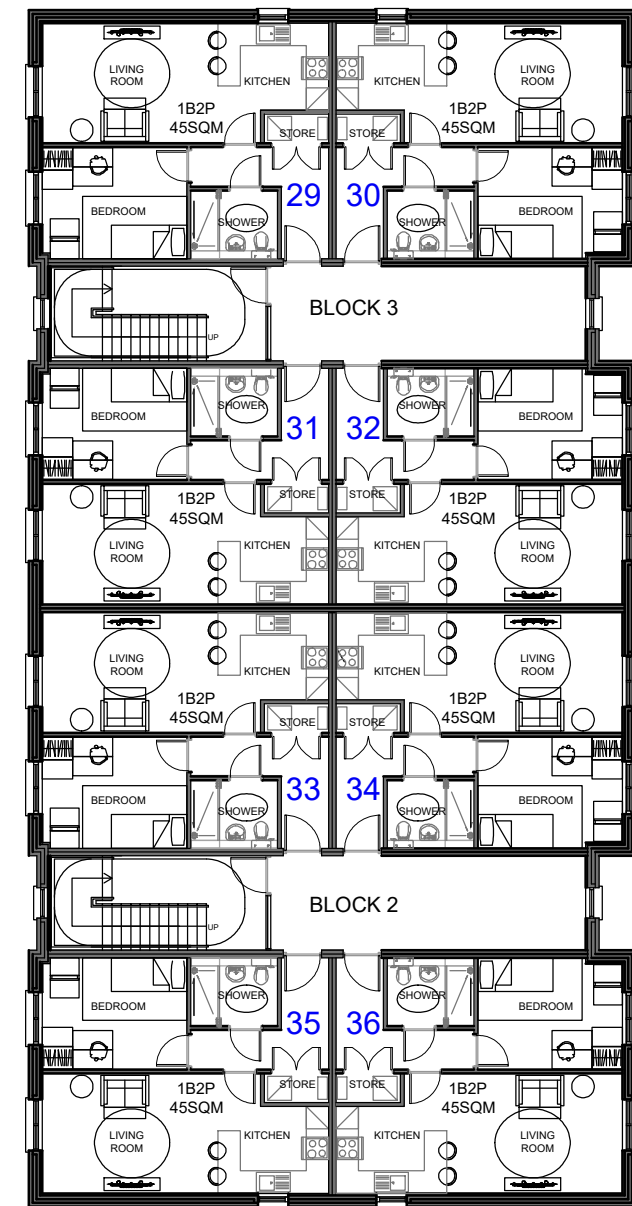 LIVING
ROOM
KITCHEN
KITCHEN
LIVING
ROOM
1B2P
45SQM
1B2P
45SQM
STORE
STORE
BEDROOM
SHOWER
29
30
SHOWER
BEDROOM
BLOCK 3
UP
BEDROOM
SHOWER
31
32
SHOWER
BEDROOM
STORE
STORE
1B2P
45SQM
1B2P
45SQM
LIVING
ROOM
KITCHEN
KITCHEN
LIVING
ROOM
LIVING
ROOM
KITCHEN
KITCHEN
LIVING
ROOM
1B2P
45SQM
1B2P
45SQM
STORE
STORE
BEDROOM
SHOWER
33
34
SHOWER
BEDROOM
BLOCK 2
UP
BEDROOM
SHOWER
35
36
SHOWER
BEDROOM
STORE
STORE
1B2P
45SQM
1B2P
45SQM
LIVING
ROOM
KITCHEN
KITCHEN
LIVING
ROOM